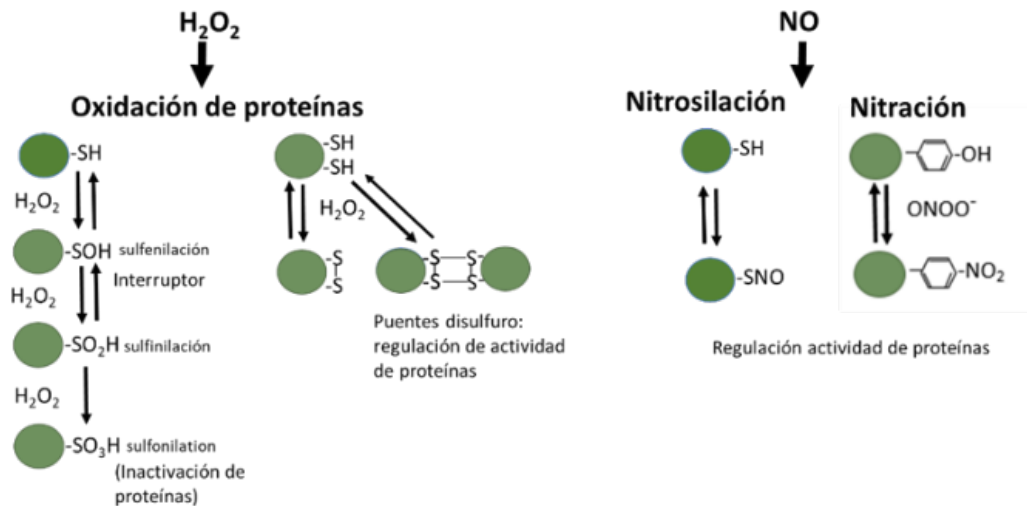 H₂O₂
Oxidación de proteínas
-SH
H₂O₂
-SOH sulfenilación
Interruptor
H₂O₂
-SO₂H sulfinilación
H₂O₂
-SO₃H sulfonilation
(Inactivación de
proteínas)
-SH
-SH
H₂O₂
-S
-S
-S S-
-S S-
Puentes disulfuro:
regulación de actividad
de proteínas
NO
Nitrosilación
-SH
-SNO
Nitración
-OH
ONOO⁻
-NO₂
Regulación actividad de proteínas